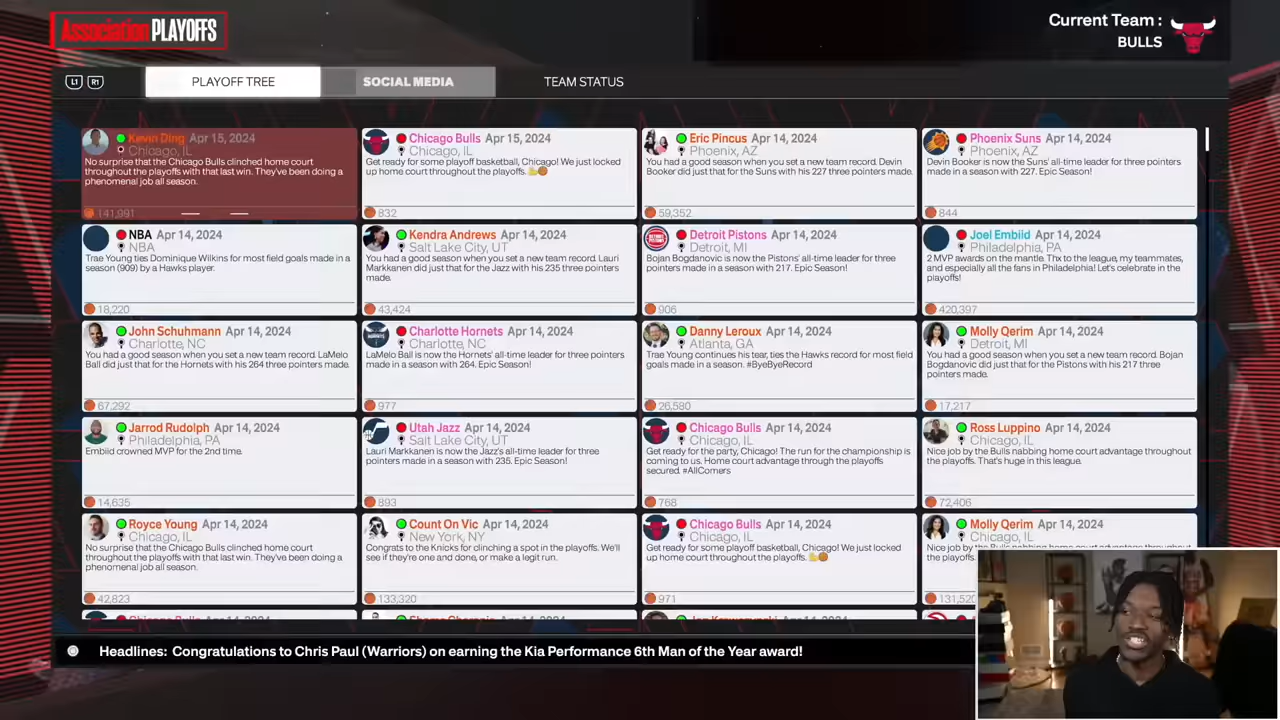 Association PLAYOFFS
Current Team :
BULLS
L1 R1
PLAYOFF TREE
SOCIAL MEDIA
TEAM STATUS
Kevin Ding Apr 15, 2024
Chicago, IL
No surprise that the Chicago Bulls clinched home court
throughout the playoffs with that last win. They've been doing a
phenomenal job all season.
141,991
Chicago Bulls Apr 15, 2024
Chicago, IL
Get ready for some playoff basketball, Chicago! We just locked
up home court throughout the playoffs. 💪🏀
832
Eric Pincus Apr 14, 2024
Phoenix, AZ
You had a good season when you set a new team record. Devin
Booker did just that for the Suns with his 227 three pointers made.
59,352
Phoenix Suns Apr 14, 2024
Phoenix, AZ
Devin Booker is now the Suns' all-time leader for three pointers
made in a season with 227. Epic Season!
844
NBA Apr 14, 2024
NBA
Trae Young ties Dominique Wilkins for most field goals made in a
season (909) by a Hawks player.
18,220
Kendra Andrews Apr 14, 2024
Salt Lake City, UT
You had a good season when you set a new team record. Lauri
Markkanen did just that for the Jazz with his 235 three pointers
made.
43,424
Detroit Pistons Apr 14, 2024
Detroit, MI
Bojan Bogdanovic is now the Pistons' all-time leader for three
pointers made in a season with 217. Epic Season!
906
Joel Embiid Apr 14, 2024
Philadelphia, PA
2 MVP awards on the mantle. Thx to the league, my teammates,
and especially all the fans in Philadelphia! Let's celebrate in the
playoffs!
420,397
John Schuhmann Apr 14, 2024
Charlotte, NC
You had a good season when you set a new team record. LaMelo
Ball did just that for the Hornets with his 264 three pointers made.
67,292
Charlotte Hornets Apr 14, 2024
Charlotte, NC
LaMelo Ball is now the Hornets' all-time leader for three pointers
made in a season with 264. Epic Season!
977
Danny Leroux Apr 14, 2024
Atlanta, GA
Trae Young continues his tear, ties the Hawks record for most field
goals made in a season. #ByeByeRecord
26,580
Molly Qerim Apr 14, 2024
Detroit, MI
You had a good season when you set a new team record. Bojan
Bogdanovic did just that for the Pistons with his 217 three
pointers made.
17,217
Jarrod Rudolph Apr 14, 2024
Philadelphia, PA
Embiid crowned MVP for the 2nd time.
14,635
Utah Jazz Apr 14, 2024
Salt Lake City, UT
Lauri Markkanen is now the Jazz's all-time leader for three
pointers made in a season with 235. Epic Season!
893
Chicago Bulls Apr 14, 2024
Chicago, IL
Get ready for the party, Chicago! The run for the championship is
coming to us. Home court advantage through the playoffs
secured. #AllComers
768
Ross Luppino Apr 14, 2024
Chicago, IL
Nice job by the Bulls nabbing home court advantage throughout
the playoffs. That's huge in this league.
72,406
Royce Young Apr 14, 2024
Chicago, IL
No surprise that the Chicago Bulls clinched home court
throughout the playoffs with that last win. They've been doing a
phenomenal job all season.
42,823
Count On Vic Apr 14, 2024
New York, NY
Congrats to the Knicks for clinching a spot in the playoffs. We'll
see if they're one and done, or make a legit run.
133,320
Chicago Bulls Apr 14, 2024
Chicago, IL
Get ready for some playoff basketball, Chicago! We just locked
up home court throughout the playoffs. 💪🏀
971
Molly Qerim Apr 14, 2024
Chicago, IL
Nice job by the Bulls nabbing home court advantage throughout
the playoffs.
131,520
Headlines: Congratulations to Chris Paul (Warriors) on earning the Kia Performance 6th Man of the Year award!